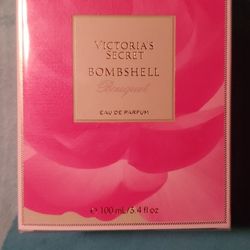 VICTORIA'S
SECRET
BOMBSHELL
Bouquet
EAU DE PARFUM
℮ 100 mL/3.4 fl oz